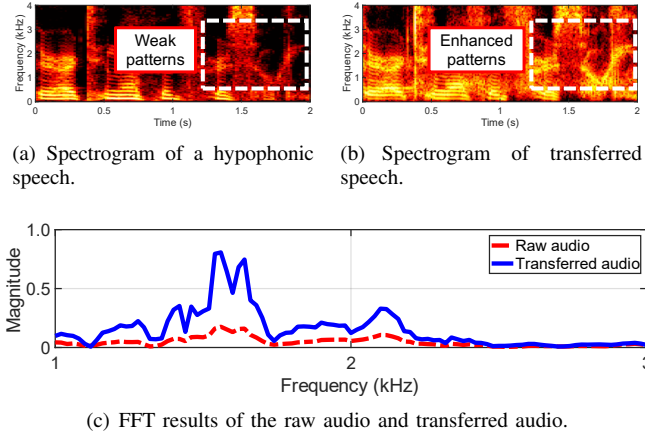 Frequency (kHz)
4
3
2
1
0
Weak
patterns
0
0.5
1
1.5
2
Time (s)
Frequency (kHz)
4
3
2
1
0
Enhanced
patterns
0
0.5
1
1.5
2
Time (s)
(a) Spectrogram of a hypophonic
speech.
(b) Spectrogram of transferred
speech.
Magnitude
1.0
0.5
0
Raw audio
Transferred audio
1
2
3
Frequency (kHz)
(c) FFT results of the raw audio and transferred audio.